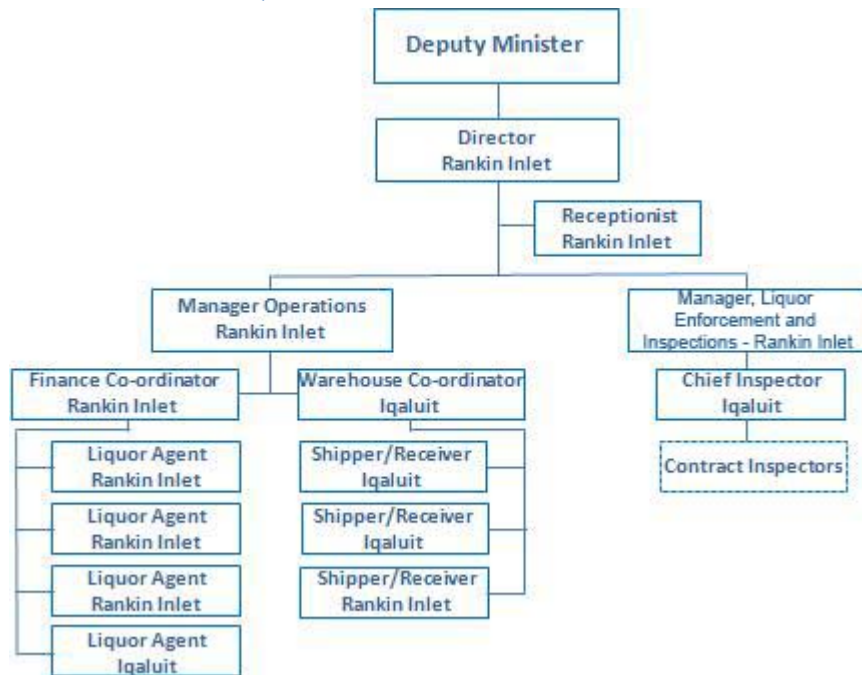 Deputy Minister
Director
Rankin Inlet
Receptionist
Rankin Inlet
Manager Operations
Rankin Inlet
Manager, Liquor
Enforcement and
Inspections - Rankin Inlet
Finance Co-ordinator
Rankin Inlet
Warehouse Co-ordinator
Iqaluit
Chief Inspector
Iqaluit
Liquor Agent
Rankin Inlet
Shipper/Receiver
Iqaluit
Contract Inspectors
Liquor Agent
Rankin Inlet
Shipper/Receiver
Iqaluit
Liquor Agent
Rankin Inlet
Shipper/Receiver
Rankin Inlet
Liquor Agent
Iqaluit